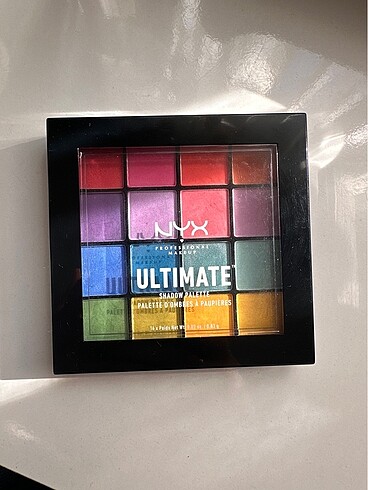 NYX
PROFESSIONAL
MAKEUP
ULTIMATE
SHADOW PALETTE
PALETTE D'OMBRES À PAUPIÈRES